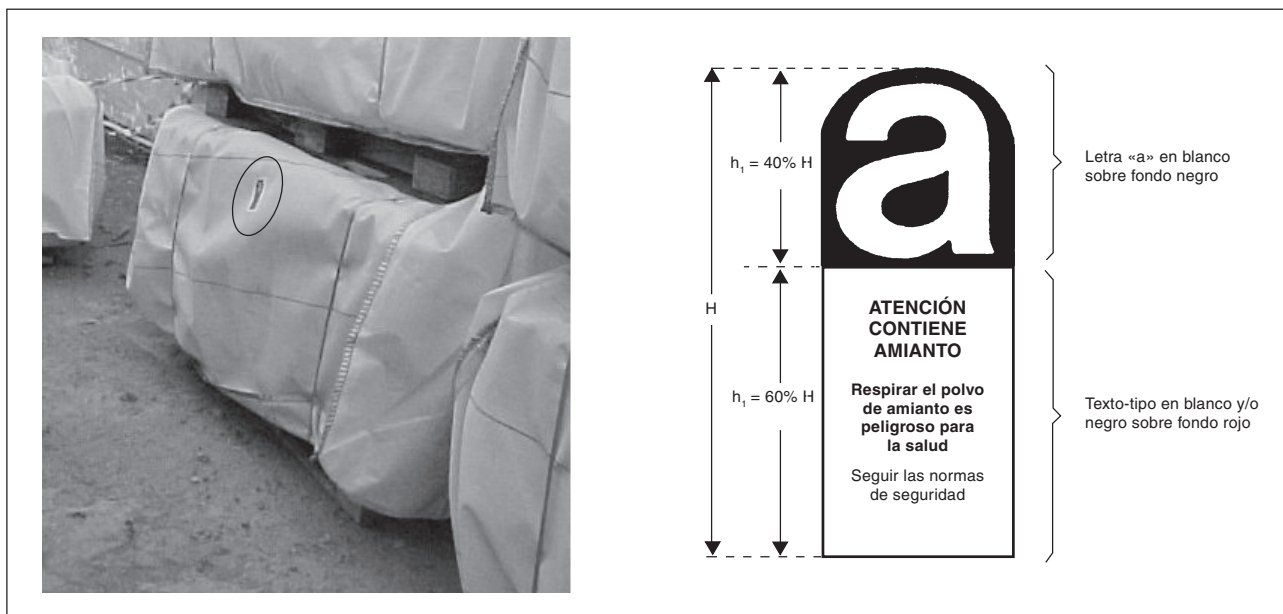 H
h₁ = 40% H
a
Letra «a» en blanco
sobre fondo negro
h₁ = 60% H
ATENCIÓN
CONTIENE
AMIANTO
Respirar el polvo
de amianto es
peligroso para
la salud
Seguir las normas
de seguridad
Texto-tipo en blanco y/o
negro sobre fondo rojo